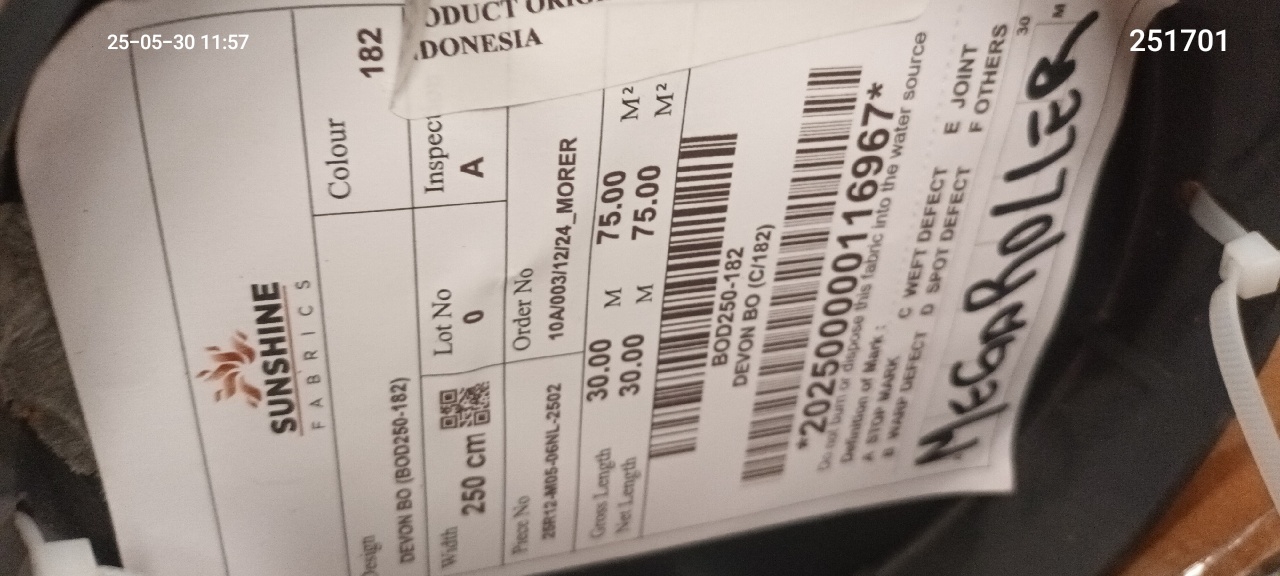 25-05-30 11:57
251701
ODUCT
DONESIA
SUNSHINE
FABRICS
Design
DEVON BO (BOD250-182)
Colour
182
Width
250 cm
Lot No
0
Inspec
A
Piece No
25R12-M05-06NL-2502
Order No
10A/003/12/24_MORER
Gross Length 30.00 M 75.00 M²
Net Length 30.00 M 75.00 M²
BOD250-182
DEVON BO (C/182)
*2025000000116967*
Do not burn or dispose this fabric into the water source
Definition of Mark :
A STOP MARK C WEFT DEFECT E JOINT
B WARP DEFECT D SPOT DEFECT F OTHERS
30 M
MEGAROLLER